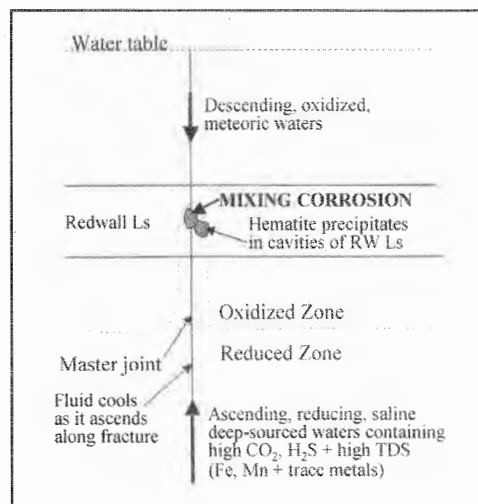 Water table
Descending, oxidized,
meteoric waters
MIXING CORROSION
Redwall Ls
Hematite precipitates
in cavities of RW Ls
Oxidized Zone
Master joint
Reduced Zone
Fluid cools
as it ascends
along fracture
Ascending, reducing, saline
deep-sourced waters containing
high CO₂, H₂S + high TDS
(Fe, Mn + trace metals)